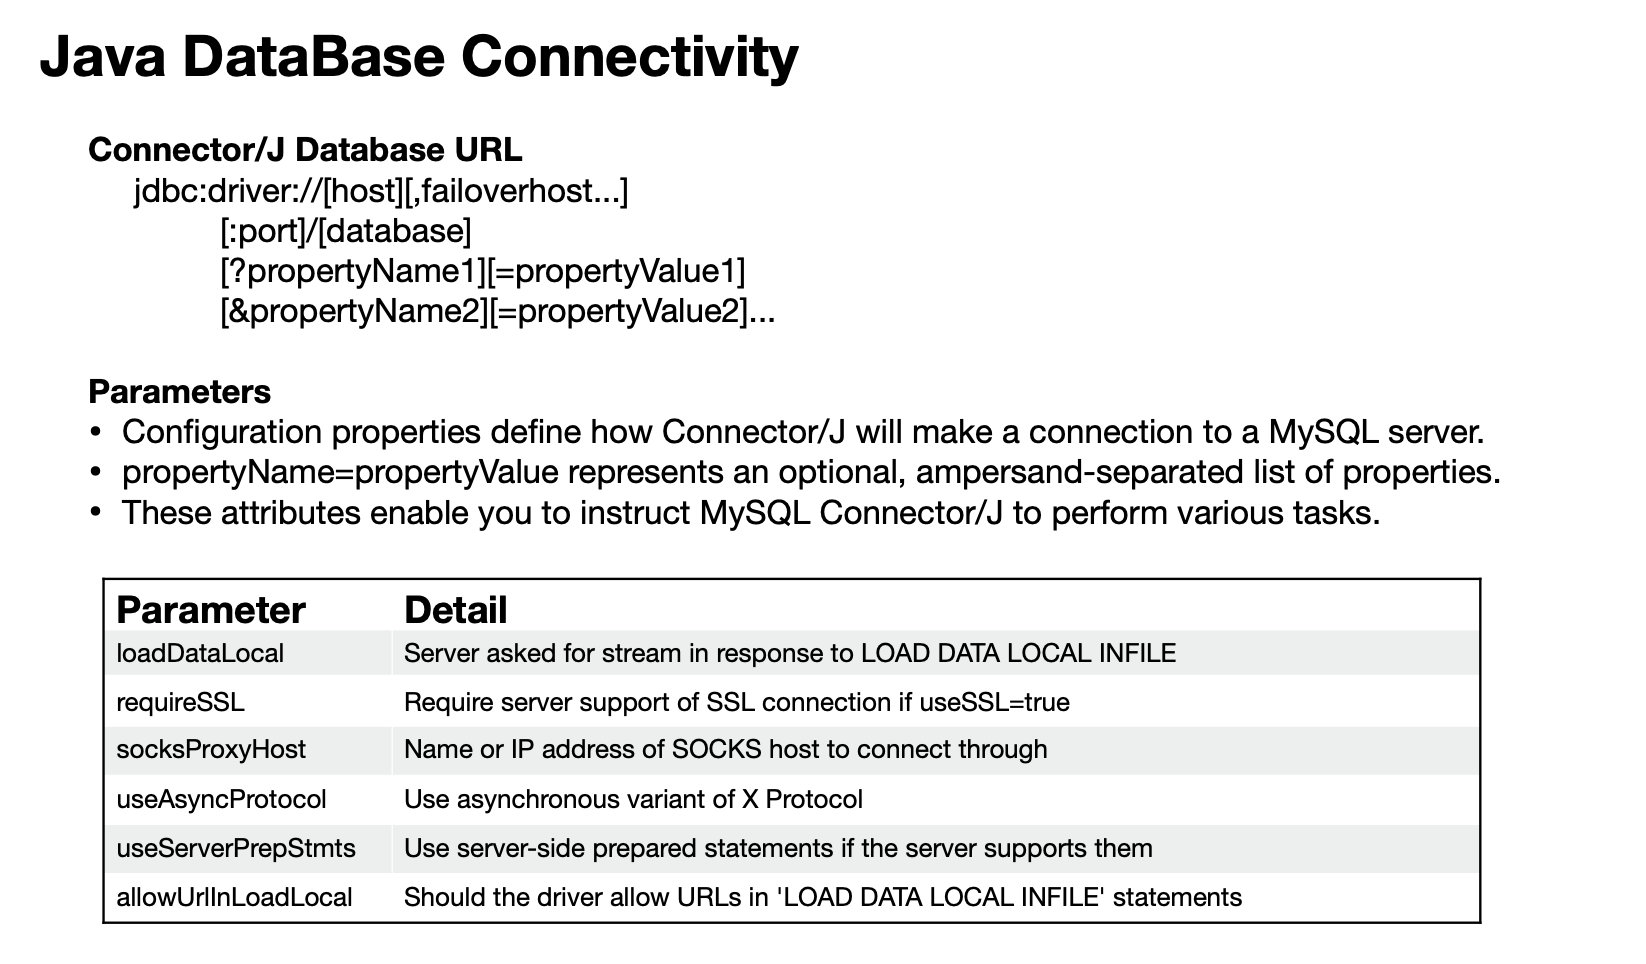 Java DataBase Connectivity
Connector/J Database URL
jdbc:driver://[host][,failoverhost...]
[:port]/[database]
[?propertyName1][=propertyValue1]
[&propertyName2][=propertyValue2]...
Parameters
• Configuration properties define how Connector/J will make a connection to a MySQL server.
• propertyName=propertyValue represents an optional, ampersand-separated list of properties.
• These attributes enable you to instruct MySQL Connector/J to perform various tasks.
Parameter Detail
loadDataLocal Server asked for stream in response to LOAD DATA LOCAL INFILE
requireSSL Require server support of SSL connection if useSSL=true
socksProxyHost Name or IP address of SOCKS host to connect through
useAsyncProtocol Use asynchronous variant of X Protocol
useServerPrepStmts Use server-side prepared statements if the server supports them
allowUrlInLoadLocal Should the driver allow URLs in 'LOAD DATA LOCAL INFILE' statements